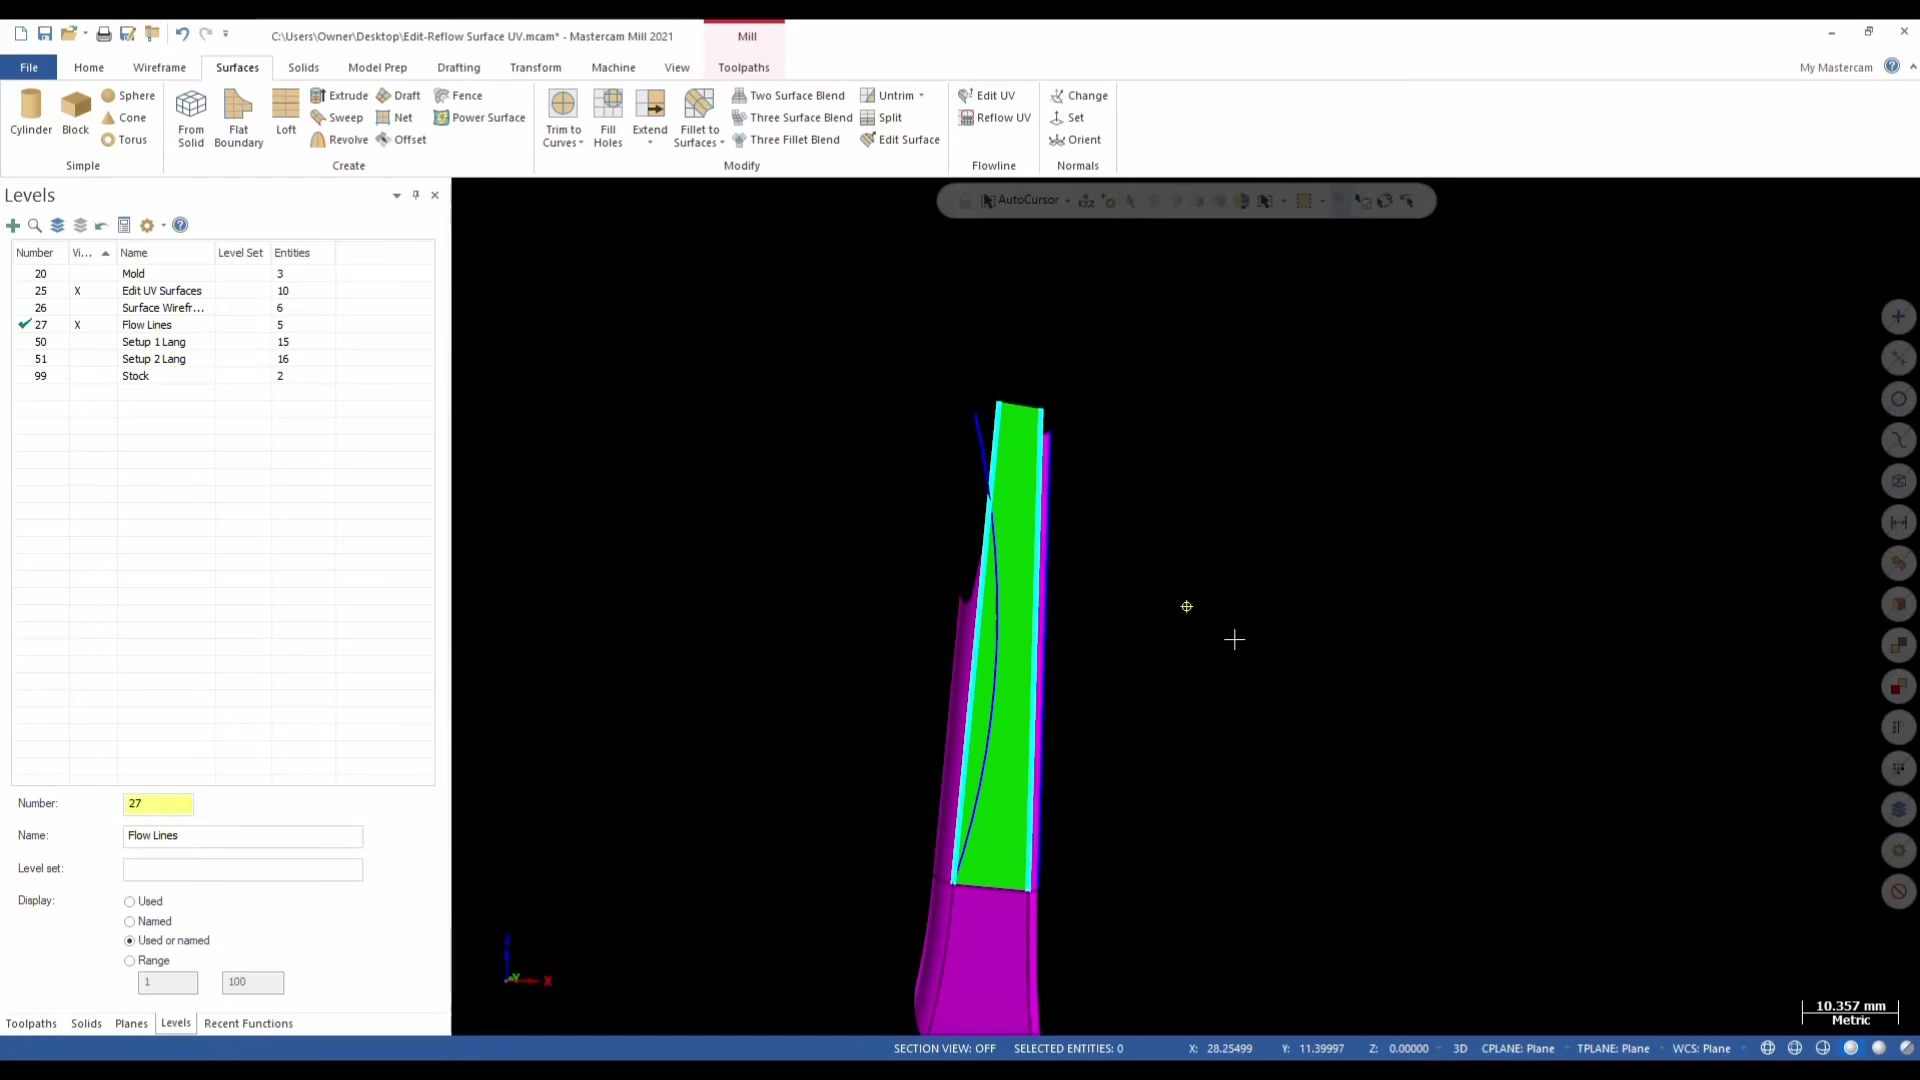 C:\Users\Owner\Desktop\Edit-Reflow Surface UV.mcam* - Mastercam Mill 2021
Mill
File
Home
Wireframe
Surfaces
Solids
Model Prep
Drafting
Transform
Machine
View
Toolpaths
My Mastercam
Cylinder
Block
Sphere
Cone
Torus
Simple
From Solid
Flat Boundary
Loft
Extrude
Sweep
Revolve
Draft
Net
Offset
Fence
Power Surface
Create
Trim to Curves
Fill Holes
Extend
Fillet to Surfaces
Two Surface Blend
Three Surface Blend
Three Fillet Blend
Untrim
Split
Edit Surface
Modify
Edit UV
Reflow UV
Flowline
Change
Set
Orient
Normals
Levels
AutoCursor
Number Vi... Name Level Set Entities
20 Mold 3
25 X Edit UV Surfaces 10
26 Surface Wirefr... 6
27 X Flow Lines 5
50 Setup 1 Lang 15
51 Setup 2 Lang 16
99 Stock 2
Number: 27
Name: Flow Lines
Level set:
Display:
Used
Named
Used or named
Range
1 100
Toolpaths Solids Planes Levels Recent Functions
Y X
10.357 mm
Metric
SECTION VIEW: OFF SELECTED ENTITIES: 0 X: 28.25499 Y: 11.39997 Z: 0.00000 3D CPLANE: Plane TPLANE: Plane WCS: Plane